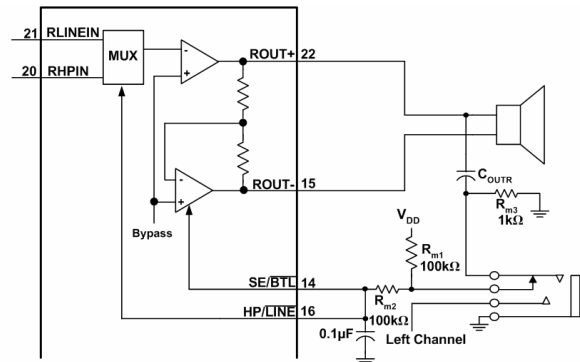 21 RLINEIN
MUX
20 RHPIN
-
+
ROUT+ 22
-
+
ROUT- 15
Bypass
C_OUTR
R_m3
1kΩ
V_DD
R_m1
100kΩ
SE/BTL 14
R_m2
100kΩ
HP/LINE 16
0.1µF
Left Channel